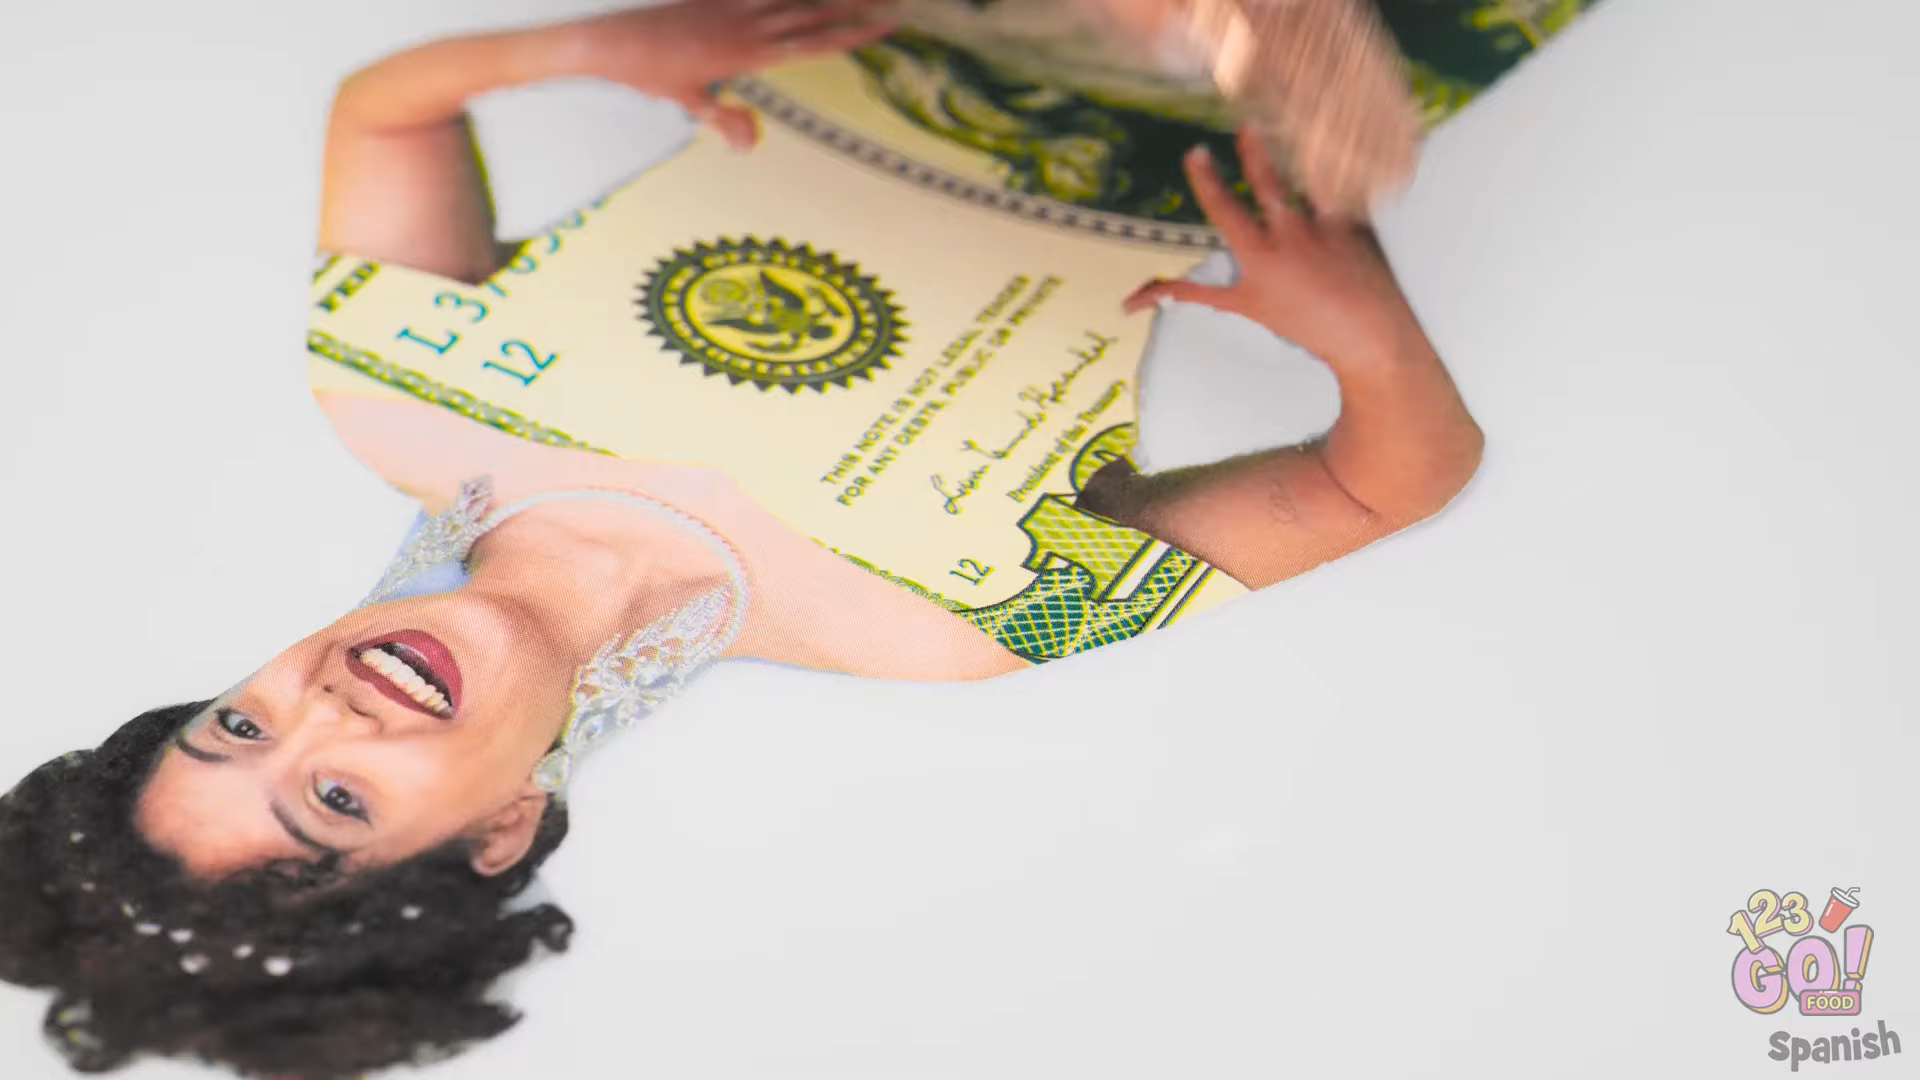 L 3703
12
THIS NOTE IS NOT LEGAL TENDER
FOR ANY DEBTS, PUBLIC OR PRIVATE
President of the Treasury
12
123
GO!
FOOD
Spanish